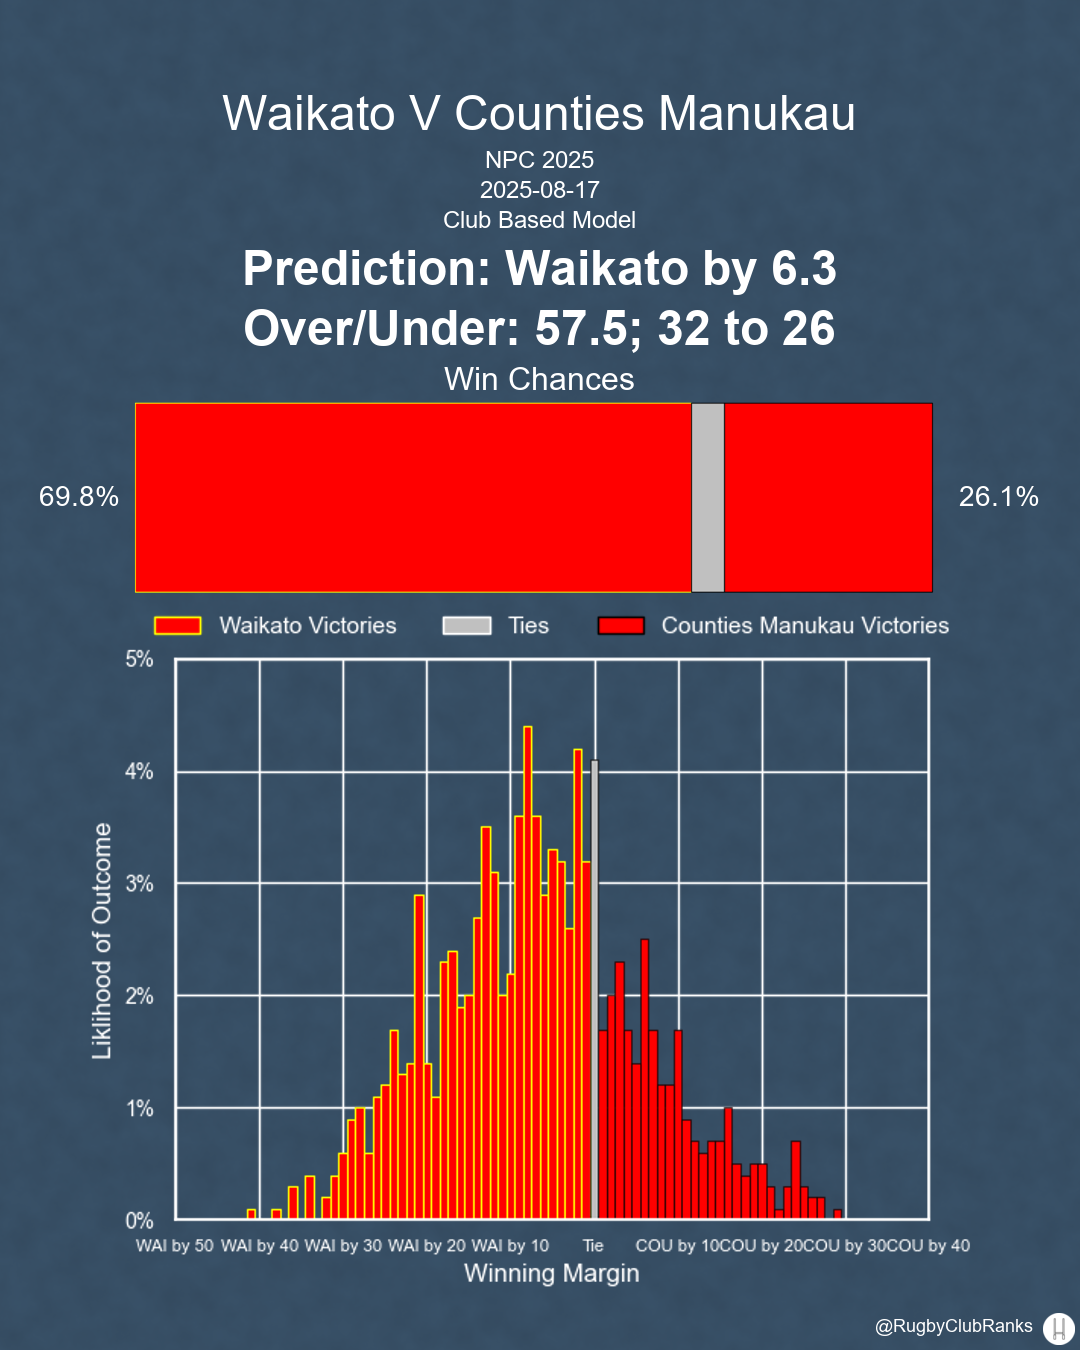 Waikato V Counties Manukau
NPC 2025
2025-08-17
Club Based Model
Prediction: Waikato by 6.3
Over/Under: 57.5; 32 to 26
Win Chances
69.8%
26.1%
Waikato Victories
Ties
Counties Manukau Victories
5%
4%
3%
2%
1%
0%
Liklihood of Outcome
WAI by 50 WAI by 40 WAI by 30 WAI by 20 WAI by 10 Tie COU by 10 COU by 20 COU by 30 COU by 40
Winning Margin
@RugbyClubRanks